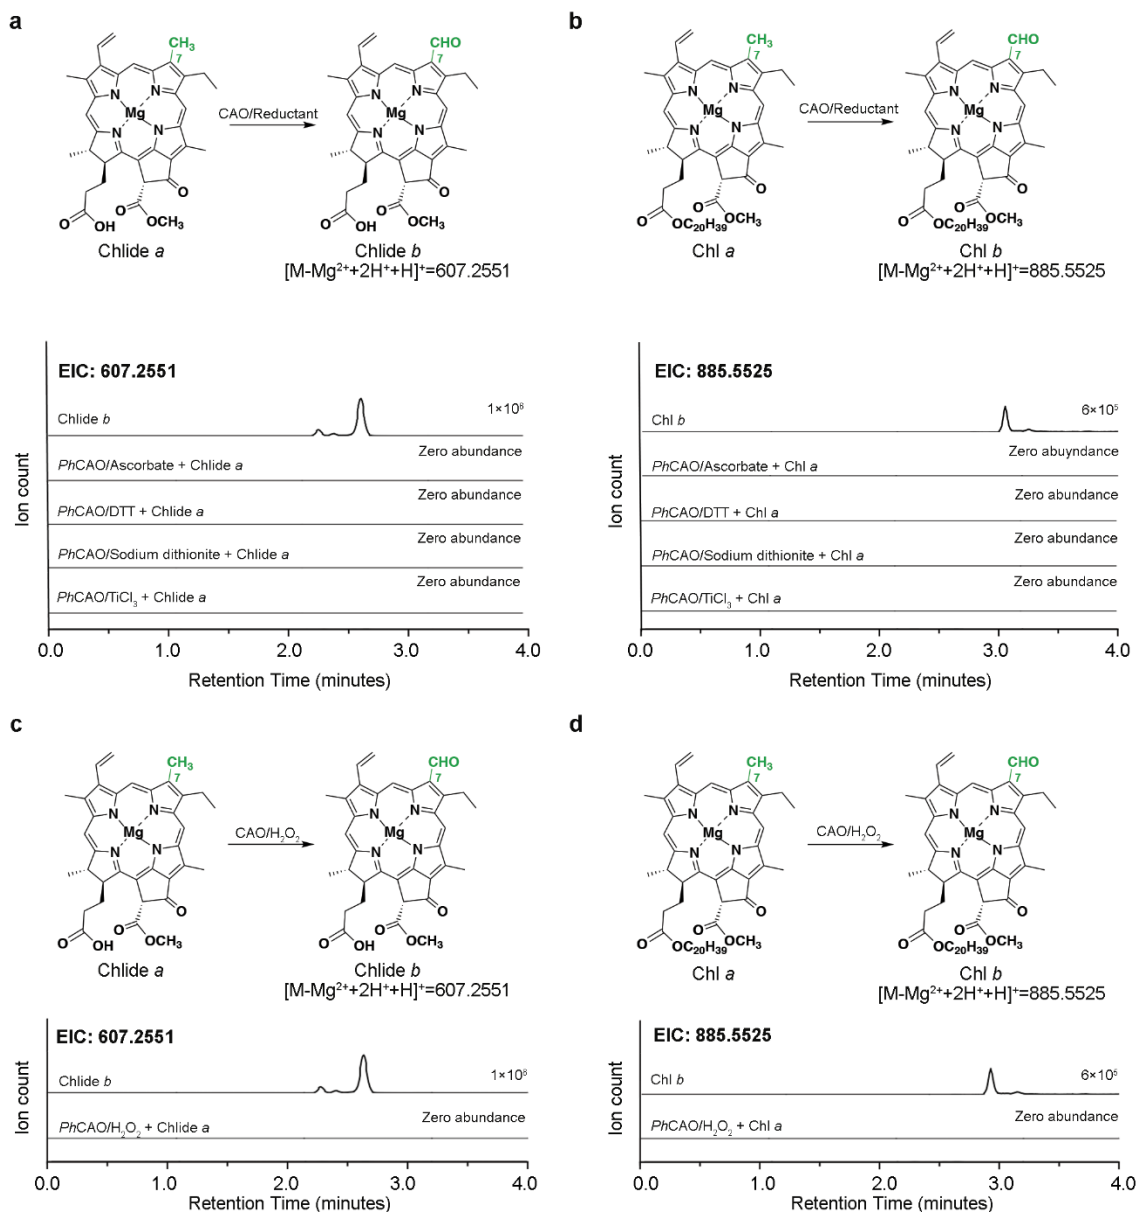 a
CH₃
7
N
N
N
N
Mg
O
O
OH
O
OCH₃
Chlide a
CAO/Reductant
CHO
7
N
N
N
N
Mg
O
O
OH
O
OCH₃
Chlide b
[M-Mg²⁺+2H⁺+H]⁺=607.2551
b
CH₃
7
N
N
N
N
Mg
O
O
OC₂₀H₃₉
O
OCH₃
Chl a
CAO/Reductant
CHO
7
N
N
N
N
Mg
O
O
OC₂₀H₃₉
O
OCH₃
Chl b
[M-Mg²⁺+2H⁺+H]⁺=885.5525
Ion count
EIC: 607.2551
Chlide b
1×10⁶
Zero abundance
PhCAO/Ascorbate + Chlide a
Zero abundance
PhCAO/DTT + Chlide a
Zero abundance
PhCAO/Sodium dithionite + Chlide a
Zero abundance
PhCAO/TiCl₃ + Chlide a
0.0 1.0 2.0 3.0 4.0
Retention Time (minutes)
Ion count
EIC: 885.5525
Chl b
6×10⁵
Zero abuyndance
PhCAO/Ascorbate + Chl a
Zero abundance
PhCAO/DTT + Chl a
Zero abundance
PhCAO/Sodium dithionite + Chl a
Zero abundance
PhCAO/TiCl₃ + Chl a
0.0 1.0 2.0 3.0 4.0
Retention Time (minutes)
c
CH₃
7
N
N
N
N
Mg
O
O
OH
O
OCH₃
Chlide a
CAO/H₂O₂
CHO
7
N
N
N
N
Mg
O
O
OH
O
OCH₃
Chlide b
[M-Mg²⁺+2H⁺+H]⁺=607.2551
d
CH₃
7
N
N
N
N
Mg
O
O
OC₂₀H₃₉
O
OCH₃
Chl a
CAO/H₂O₂
CHO
7
N
N
N
N
Mg
O
O
OC₂₀H₃₉
O
OCH₃
Chl b
[M-Mg²⁺+2H⁺+H]⁺=885.5525
Ion count
EIC: 607.2551
Chlide b
1×10⁶
Zero abundance
PhCAO/H₂O₂ + Chlide a
0.0 1.0 2.0 3.0 4.0
Retention Time (minutes)
Ion count
EIC: 885.5525
Chl b
6×10⁵
Zero abundance
PhCAO/H₂O₂ + Chl a
0.0 1.0 2.0 3.0 4.0
Retention Time (minutes)